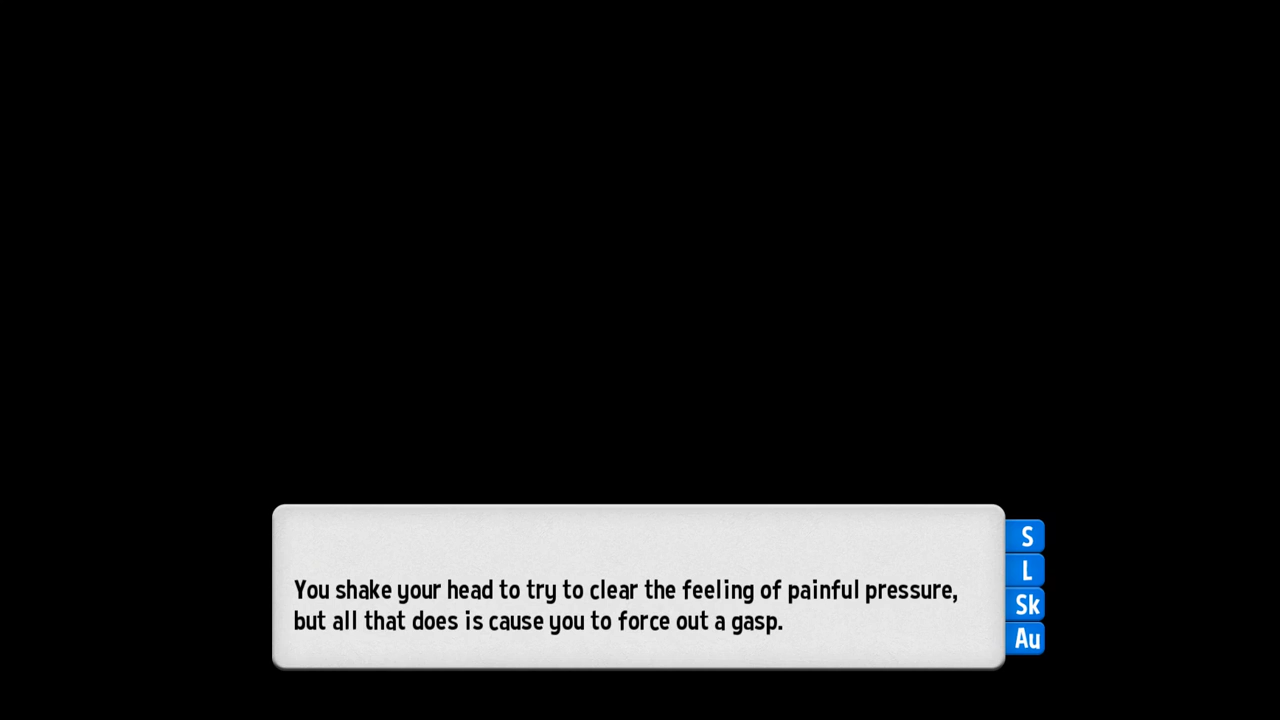 You shake your head to try to clear the feeling of painful pressure,
but all that does is cause you to force out a gasp.
S
L
Sk
Au